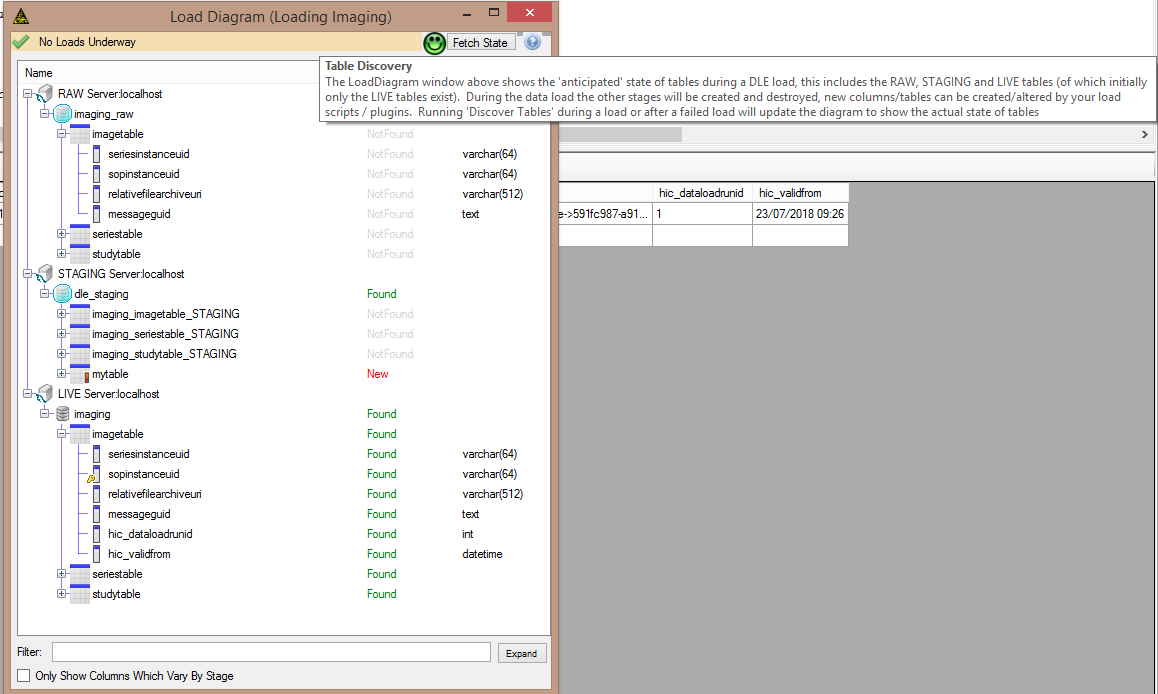 Load Diagram (Loading Imaging)
No Loads Underway
Fetch State
Table Discovery
The LoadDiagram window above shows the 'anticipated' state of tables during a DLE load, this includes the RAW, STAGING and LIVE tables (of which initially
only the LIVE tables exist). During the data load the other stages will be created and destroyed, new columns/tables can be created/altered by your load
scripts / plugins. Running 'Discover Tables' during a load or after a failed load will update the diagram to show the actual state of tables
Name
RAW Server:localhost
imaging_raw
imagetable NotFound
seriesinstanceuid NotFound varchar(64)
sopinstanceuid NotFound varchar(64)
relativefilearchiveuri NotFound varchar(512)
messageguid NotFound text
seriestable NotFound
studytable NotFound
STAGING Server:localhost
dle_staging Found
imaging_imagetable_STAGING NotFound
imaging_seriestable_STAGING NotFound
imaging_studytable_STAGING NotFound
mytable New
LIVE Server:localhost
imaging Found
imagetable Found
seriesinstanceuid Found varchar(64)
sopinstanceuid Found varchar(64)
relativefilearchiveuri Found varchar(512)
messageguid Found text
hic_dataloadrunid Found int
hic_validfrom Found datetime
seriestable Found
studytable Found
Filter: Expand
Only Show Columns Which Vary By Stage
hic_dataloadrunid hic_validfrom
e->591fc987-a91... 1 23/07/2018 09:26